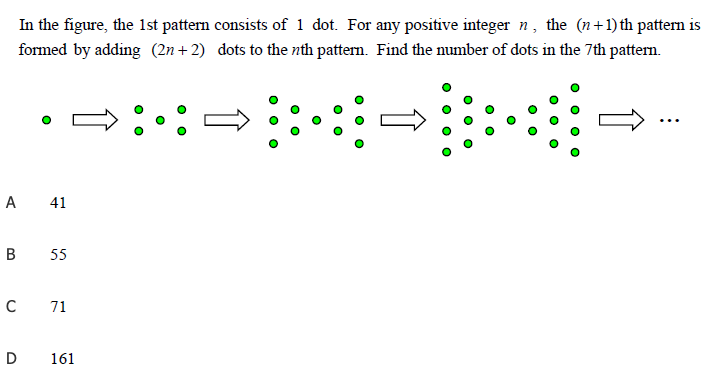 In the figure, the 1st pattern consists of 1 dot. For any positive integer n, the (n+1)th pattern is
formed by adding (2n+2) dots to the nth pattern. Find the number of dots in the 7th pattern.
...
A 41
B 55
C 71
D 161